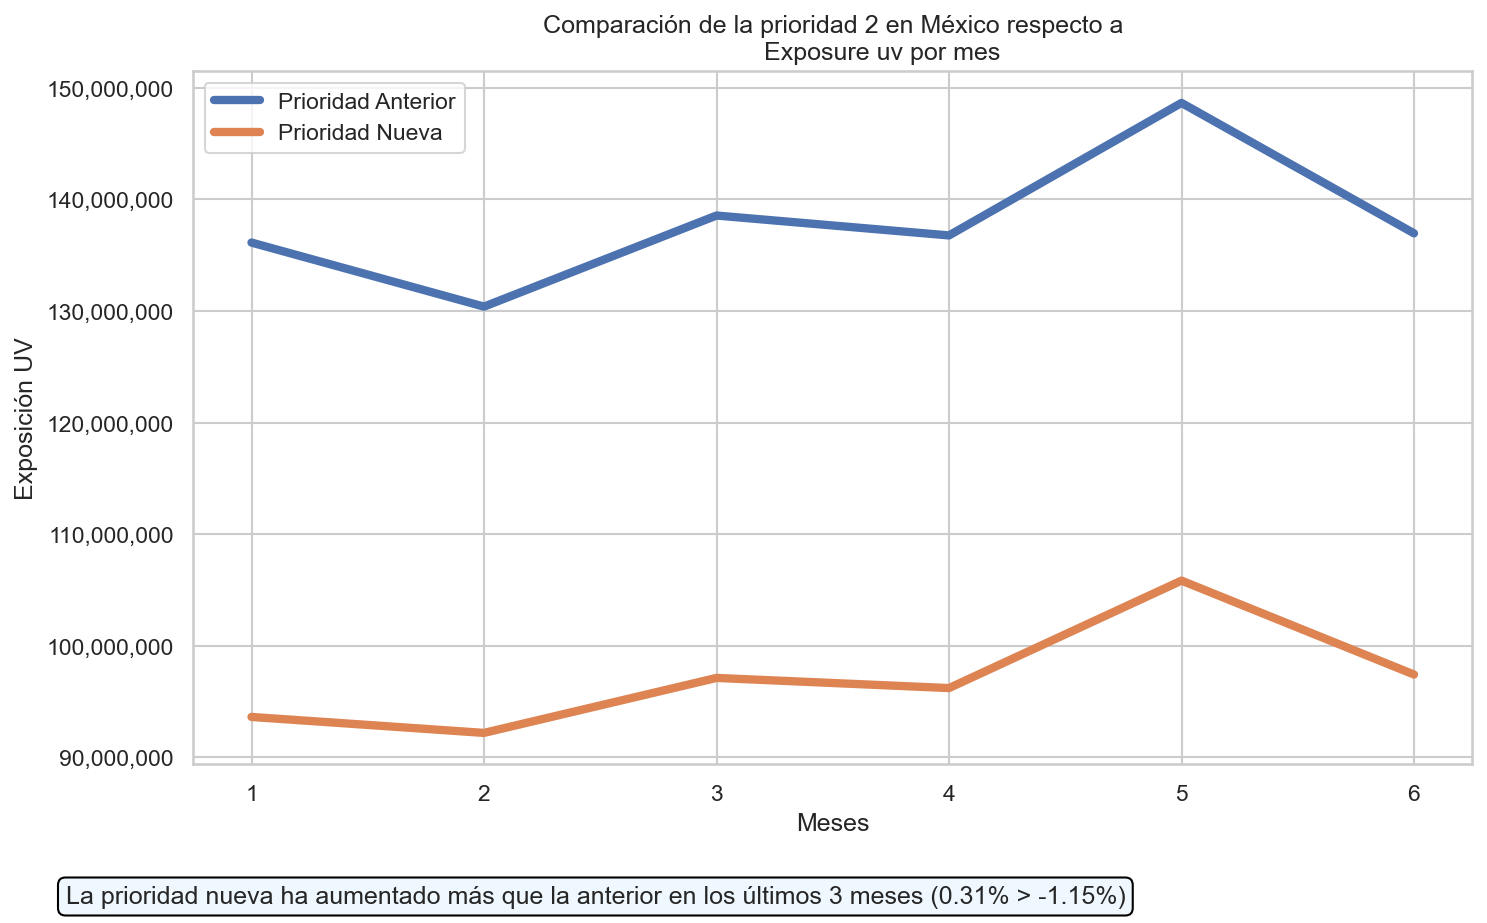 Comparación de la prioridad 2 en México respecto a
Exposure uv por mes
150,000,000
140,000,000
130,000,000
120,000,000
110,000,000
100,000,000
90,000,000
Exposición UV
Prioridad Anterior
Prioridad Nueva
1 2 3 4 5 6
Meses
La prioridad nueva ha aumentado más que la anterior en los últimos 3 meses (0.31% > -1.15%)